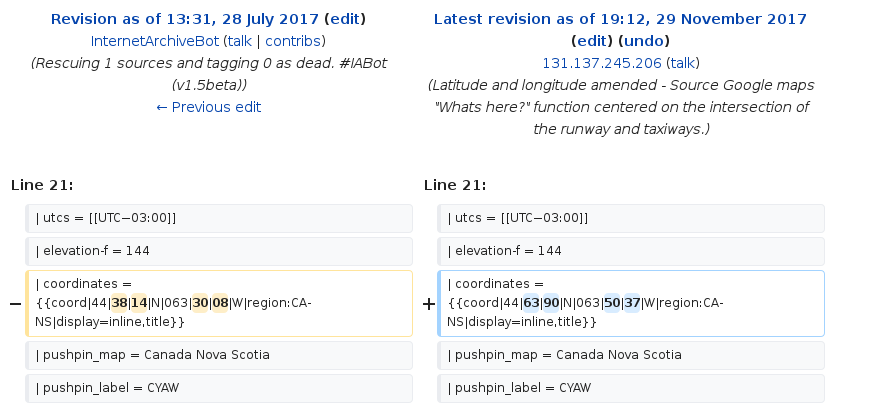 Revision as of 13:31, 28 July 2017 (edit)
InternetArchiveBot (talk | contribs)
(Rescuing 1 sources and tagging 0 as dead. #IABot
(v1.5beta))
← Previous edit
Latest revision as of 19:12, 29 November 2017
(edit) (undo)
131.137.245.206 (talk)
(Latitude and longitude amended - Source Google maps
"Whats here?" function centered on the intersection of
the runway and taxiways.)
Line 21:
Line 21:
| utcs = [[UTC−03:00]]
| utcs = [[UTC−03:00]]
| elevation-f = 144
| elevation-f = 144
− | coordinates =
{{coord|44|38|14|N|063|30|08|W|region:CA-
NS|display=inline,title}}
+ | coordinates =
{{coord|44|63|90|N|063|50|37|W|region:CA-
NS|display=inline,title}}
| pushpin_map = Canada Nova Scotia
| pushpin_map = Canada Nova Scotia
| pushpin_label = CYAW
| pushpin_label = CYAW